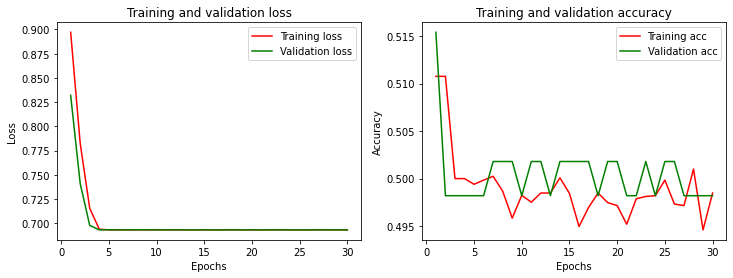 Training and validation loss
Training loss
Validation loss
0.900
0.875
0.850
0.825
0.800
0.775
0.750
0.725
0.700
Loss
0 5 10 15 20 25 30
Epochs
Training and validation accuracy
Training acc
Validation acc
0.515
0.510
0.505
0.500
0.495
Accuracy
0 5 10 15 20 25 30
Epochs